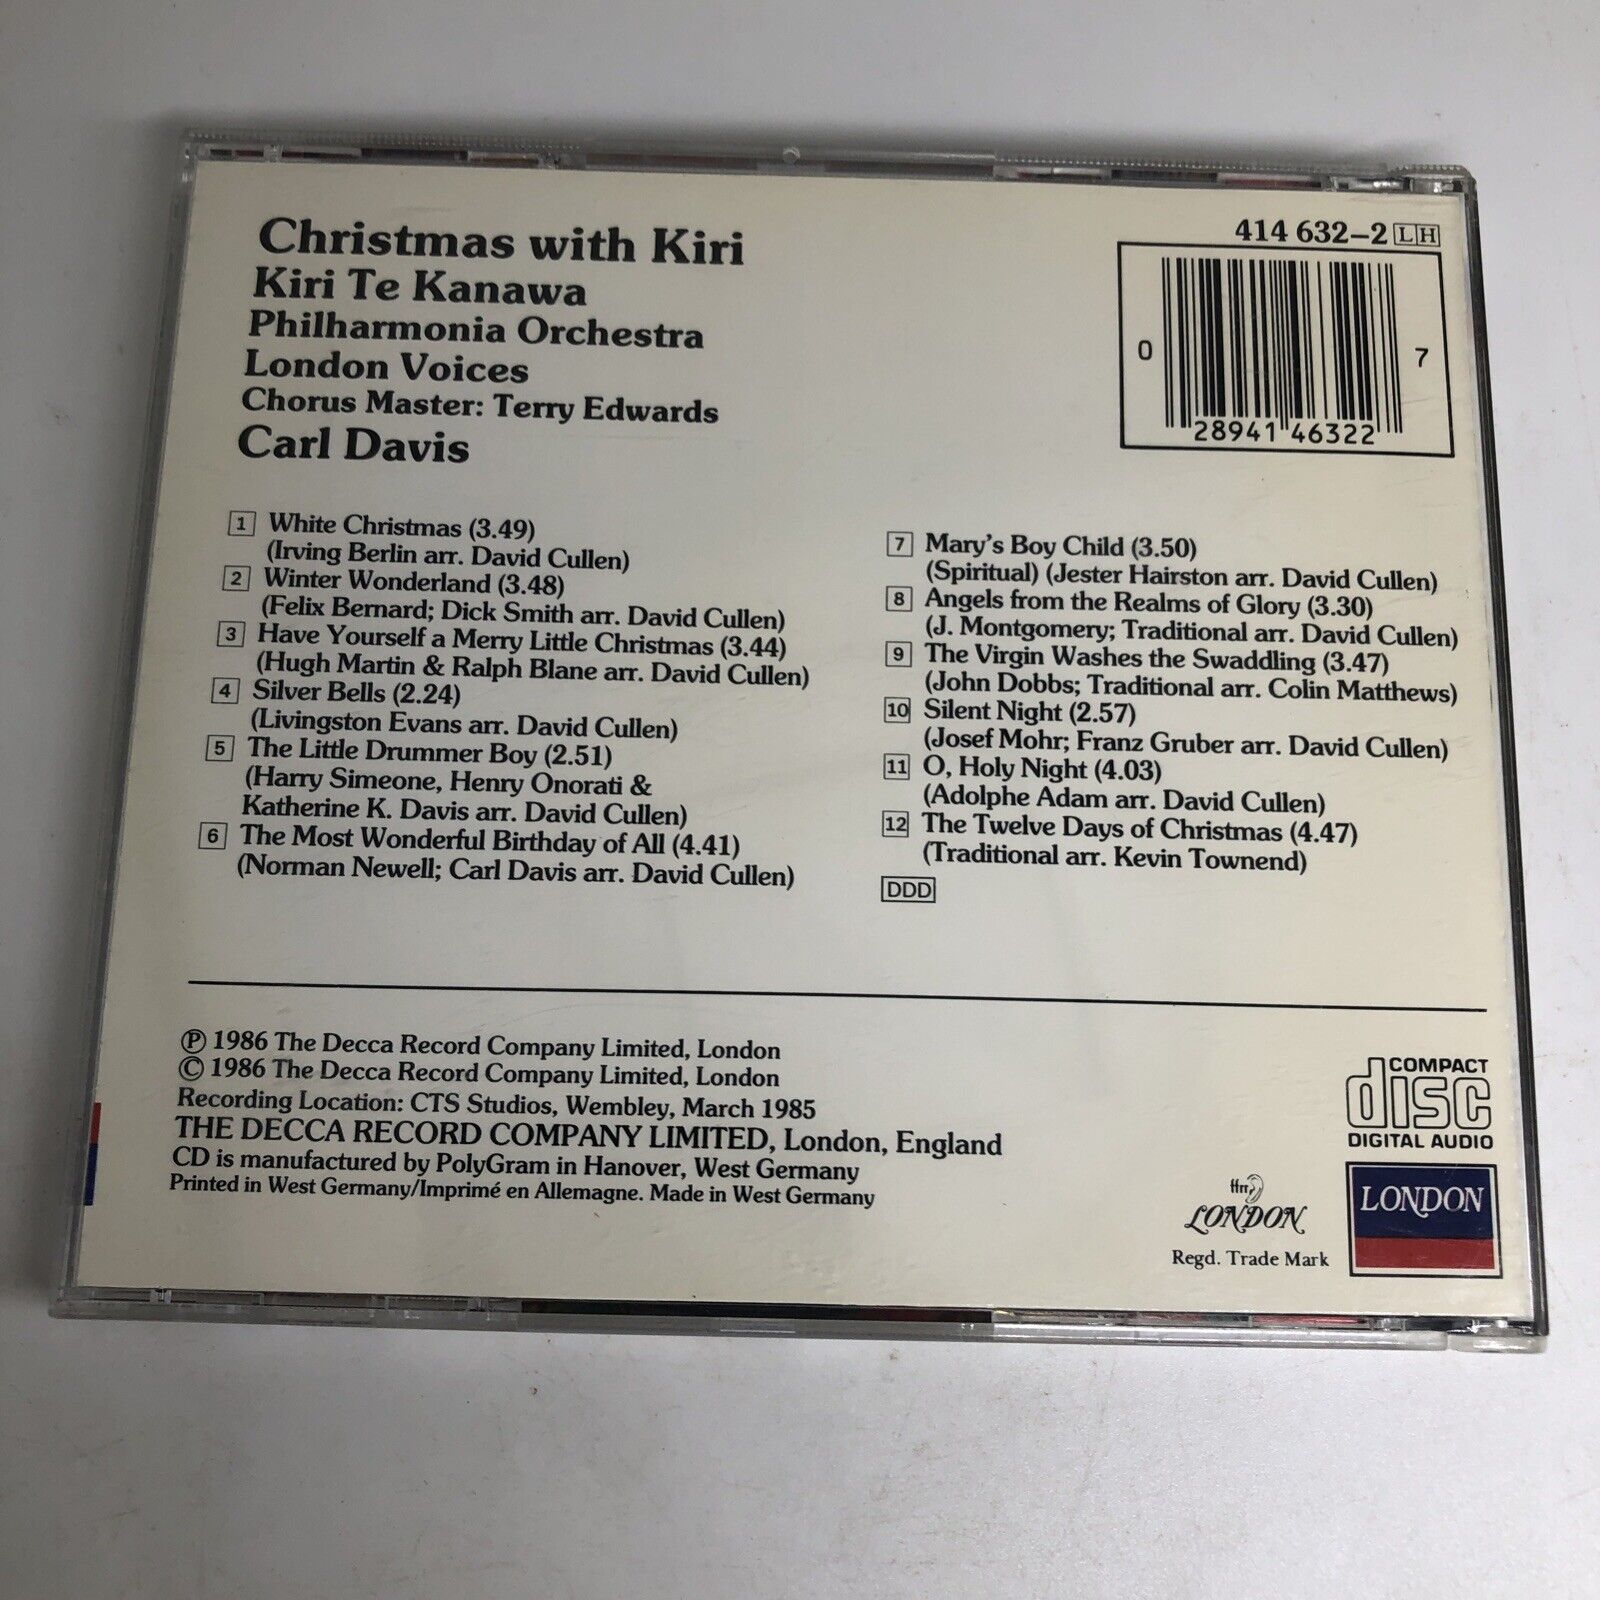 Christmas with Kiri
Kiri Te Kanawa
Philharmonia Orchestra
London Voices
Chorus Master: Terry Edwards
Carl Davis
414 632-2 LH
0 28941 46322 7
1 White Christmas (3.49)
(Irving Berlin arr. David Cullen)
2 Winter Wonderland (3.48)
(Felix Bernard; Dick Smith arr. David Cullen)
3 Have Yourself a Merry Little Christmas (3.44)
(Hugh Martin & Ralph Blane arr. David Cullen)
4 Silver Bells (2.24)
(Livingston Evans arr. David Cullen)
5 The Little Drummer Boy (2.51)
(Harry Simeone, Henry Onorati &
Katherine K. Davis arr. David Cullen)
6 The Most Wonderful Birthday of All (4.41)
(Norman Newell; Carl Davis arr. David Cullen)
7 Mary's Boy Child (3.50)
(Spiritual) (Jester Hairston arr. David Cullen)
8 Angels from the Realms of Glory (3.30)
(J. Montgomery; Traditional arr. David Cullen)
9 The Virgin Washes the Swaddling (3.47)
(John Dobbs; Traditional arr. Colin Matthews)
10 Silent Night (2.57)
(Josef Mohr; Franz Gruber arr. David Cullen)
11 O, Holy Night (4.03)
(Adolphe Adam arr. David Cullen)
12 The Twelve Days of Christmas (4.47)
(Traditional arr. Kevin Townend)
DDD
℗ 1986 The Decca Record Company Limited, London
© 1986 The Decca Record Company Limited, London
Recording Location: CTS Studios, Wembley, March 1985
THE DECCA RECORD COMPANY LIMITED, London, England
CD is manufactured by PolyGram in Hanover, West Germany
Printed in West Germany/Imprimé en Allemagne. Made in West Germany
COMPACT
disc
DIGITAL AUDIO
ffrr
LONDON
Regd. Trade Mark
LONDON